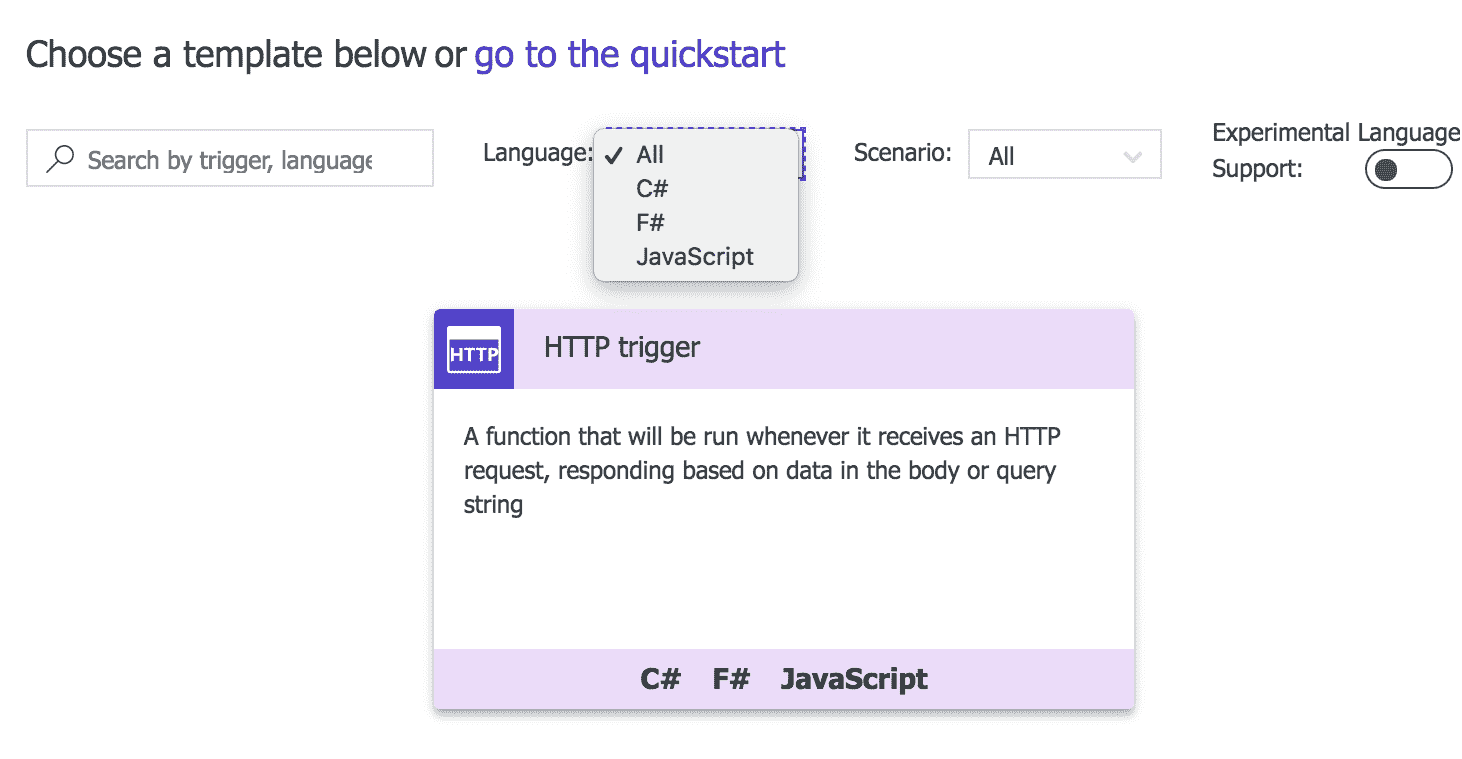 Choose a template below or go to the quickstart
Search by trigger, language
Language:
All
C#
F#
JavaScript
Scenario:
All
Experimental Language
Support:
HTTP
HTTP trigger
A function that will be run whenever it receives an HTTP
request, responding based on data in the body or query
string
C# F# JavaScript